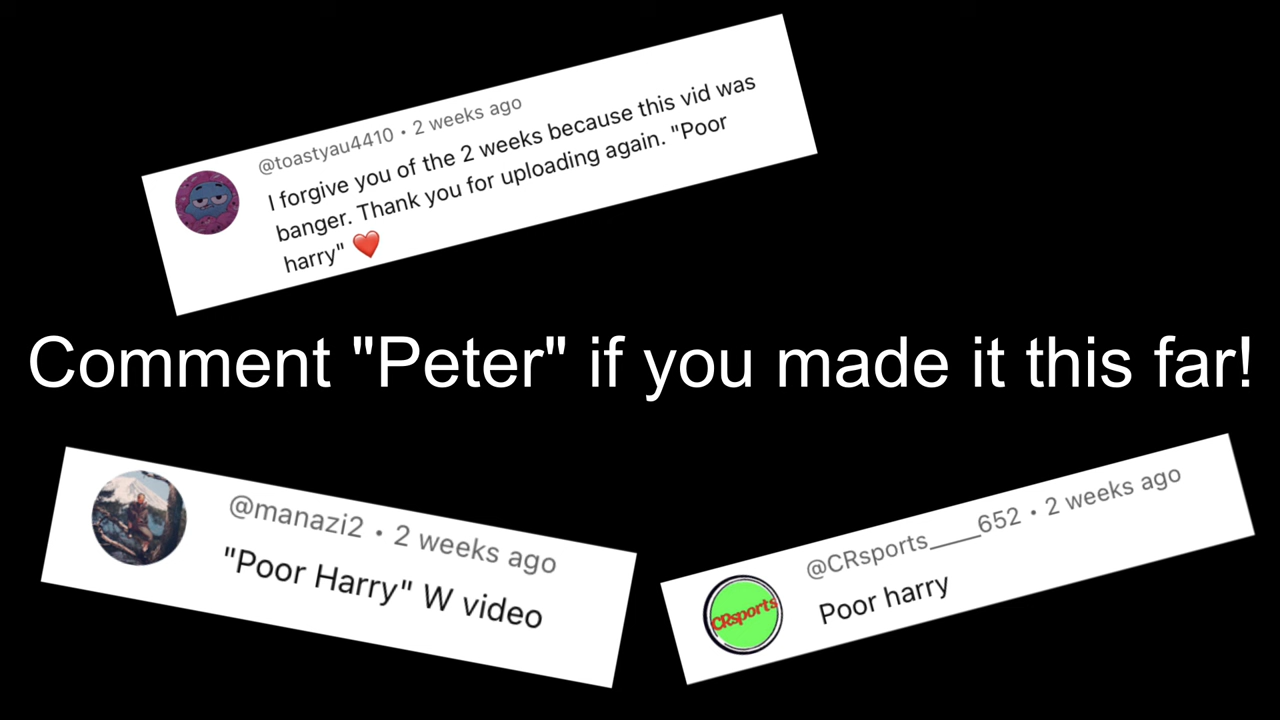 @toastyau4410 • 2 weeks ago
I forgive you of the 2 weeks because this vid was
banger. Thank you for uploading again. "Poor
harry" ❤️
Comment "Peter" if you made it this far!
@manazi2 • 2 weeks ago
"Poor Harry" W video
@CRsports____652 • 2 weeks ago
CRsports
Poor harry